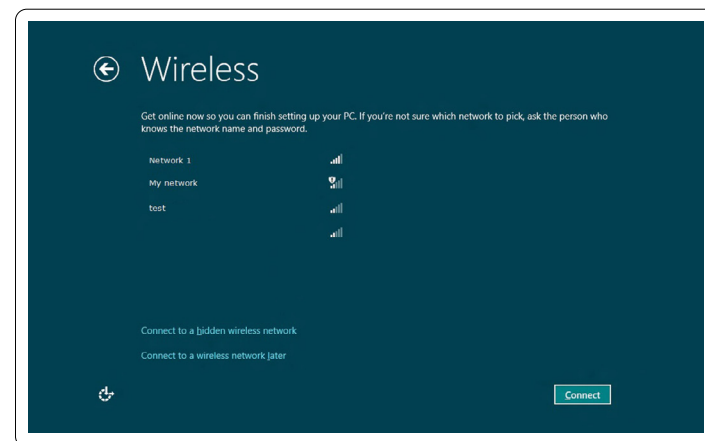 Wireless
Get online now so you can finish setting up your PC. If you're not sure which network to pick, ask the person who
knows the network name and password.
Network 1
My network
test
Connect to a hidden wireless network
Connect to a wireless network later
Connect